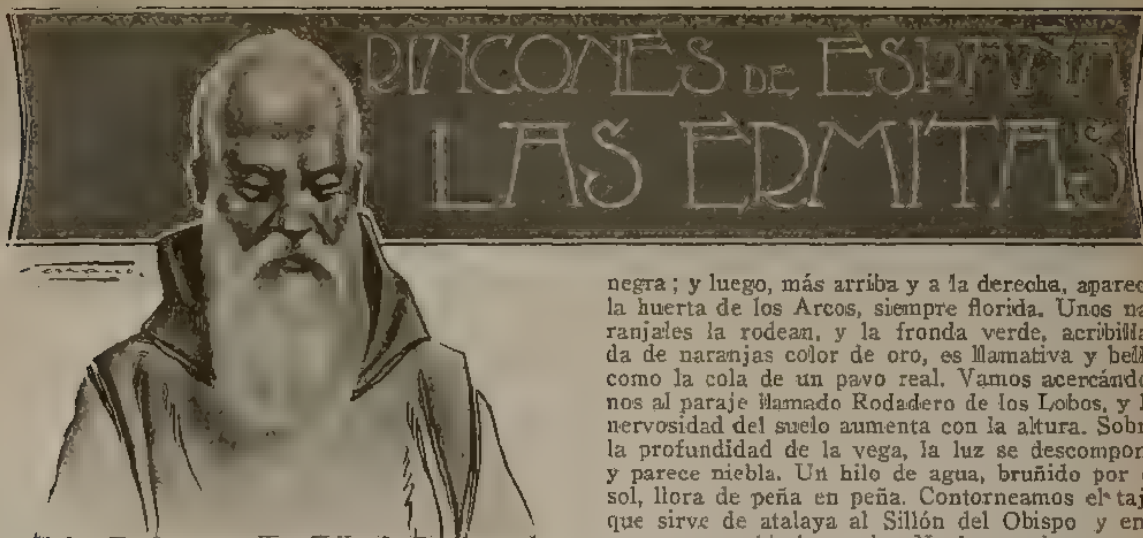 RINCONES DE ESPAÑA
LAS ERMITAS
negra; y luego, más arriba y a la derecha, aparec
la huerta de los Arcos, siempre florida. Unos na
ranjales la rodean, y la fronda verde, acribilla
da de naranjas color de oro, es llamativa y bell
como la cola de un pavo real. Vamos acercándo
nos al paraje llamado Rodadero de los Lobos, y l
nervosidad del suelo aumenta con la altura. Sobr
la profundidad de la vega, la luz se descompon
y parece niebla. Un hilo de agua, bruñido por
sol, llora de peña en peña. Contorneamos el taj
que sirve de atalaya al Sillón del Obispo y en